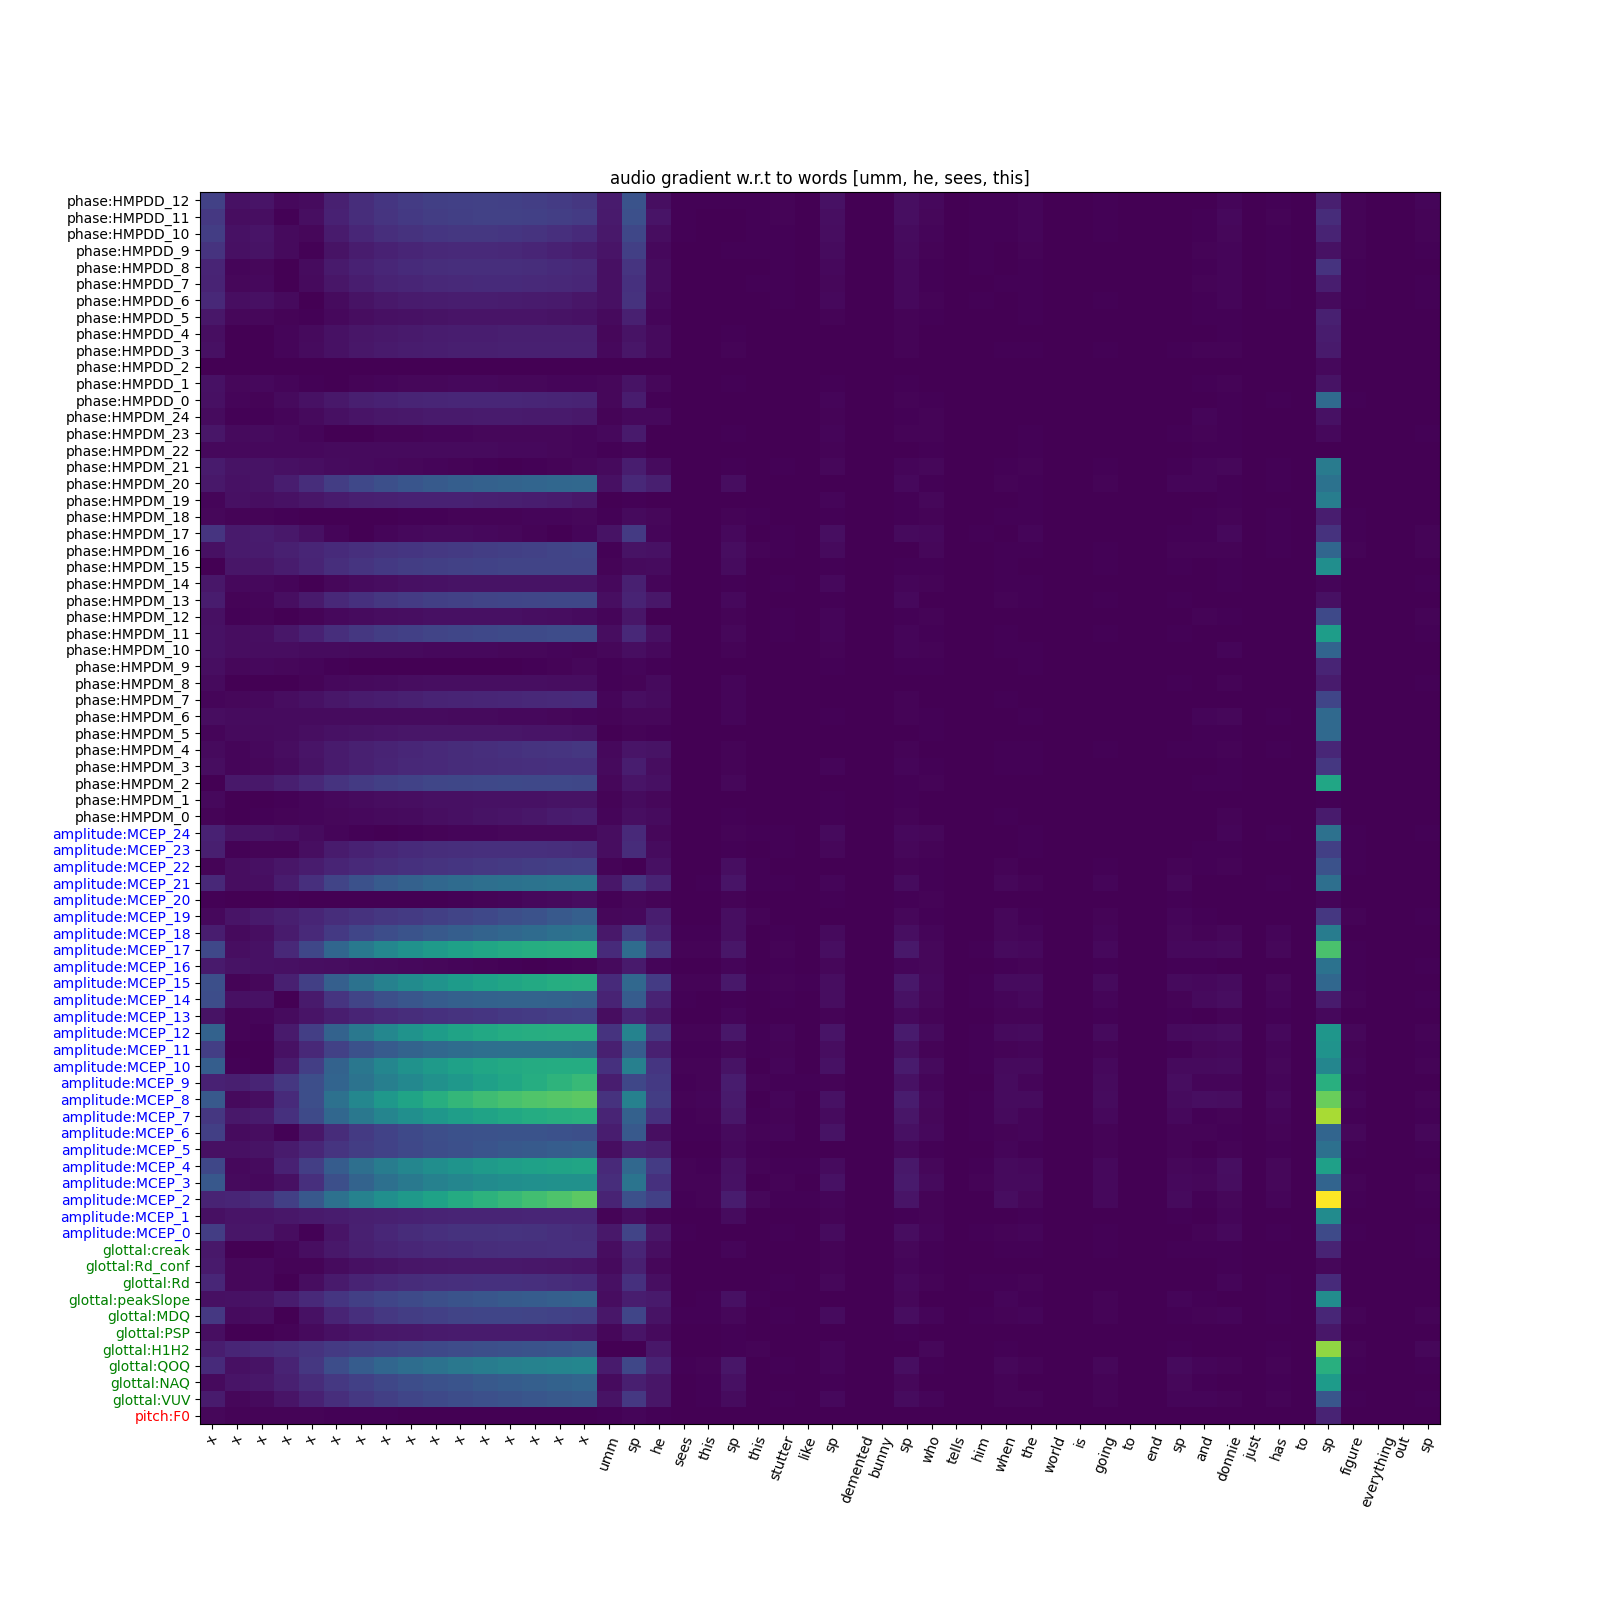 audio gradient w.r.t to words [umm, he, sees, this]
phase:HMPDD_12
phase:HMPDD_11
phase:HMPDD_10
phase:HMPDD_9
phase:HMPDD_8
phase:HMPDD_7
phase:HMPDD_6
phase:HMPDD_5
phase:HMPDD_4
phase:HMPDD_3
phase:HMPDD_2
phase:HMPDD_1
phase:HMPDD_0
phase:HMPDM_24
phase:HMPDM_23
phase:HMPDM_22
phase:HMPDM_21
phase:HMPDM_20
phase:HMPDM_19
phase:HMPDM_18
phase:HMPDM_17
phase:HMPDM_16
phase:HMPDM_15
phase:HMPDM_14
phase:HMPDM_13
phase:HMPDM_12
phase:HMPDM_11
phase:HMPDM_10
phase:HMPDM_9
phase:HMPDM_8
phase:HMPDM_7
phase:HMPDM_6
phase:HMPDM_5
phase:HMPDM_4
phase:HMPDM_3
phase:HMPDM_2
phase:HMPDM_1
phase:HMPDM_0
amplitude:MCEP_24
amplitude:MCEP_23
amplitude:MCEP_22
amplitude:MCEP_21
amplitude:MCEP_20
amplitude:MCEP_19
amplitude:MCEP_18
amplitude:MCEP_17
amplitude:MCEP_16
amplitude:MCEP_15
amplitude:MCEP_14
amplitude:MCEP_13
amplitude:MCEP_12
amplitude:MCEP_11
amplitude:MCEP_10
amplitude:MCEP_9
amplitude:MCEP_8
amplitude:MCEP_7
amplitude:MCEP_6
amplitude:MCEP_5
amplitude:MCEP_4
amplitude:MCEP_3
amplitude:MCEP_2
amplitude:MCEP_1
amplitude:MCEP_0
glottal:creak
glottal:Rd_conf
glottal:Rd
glottal:peakSlope
glottal:MDQ
glottal:PSP
glottal:H1H2
glottal:QOQ
glottal:NAQ
glottal:VUV
pitch:F0
x x x x x x x x x x x x x x x x umm sp he sees this sp this stutter like sp demented bunny sp who tells him when the world is going to end sp and donnie just has to sp figure everything out sp